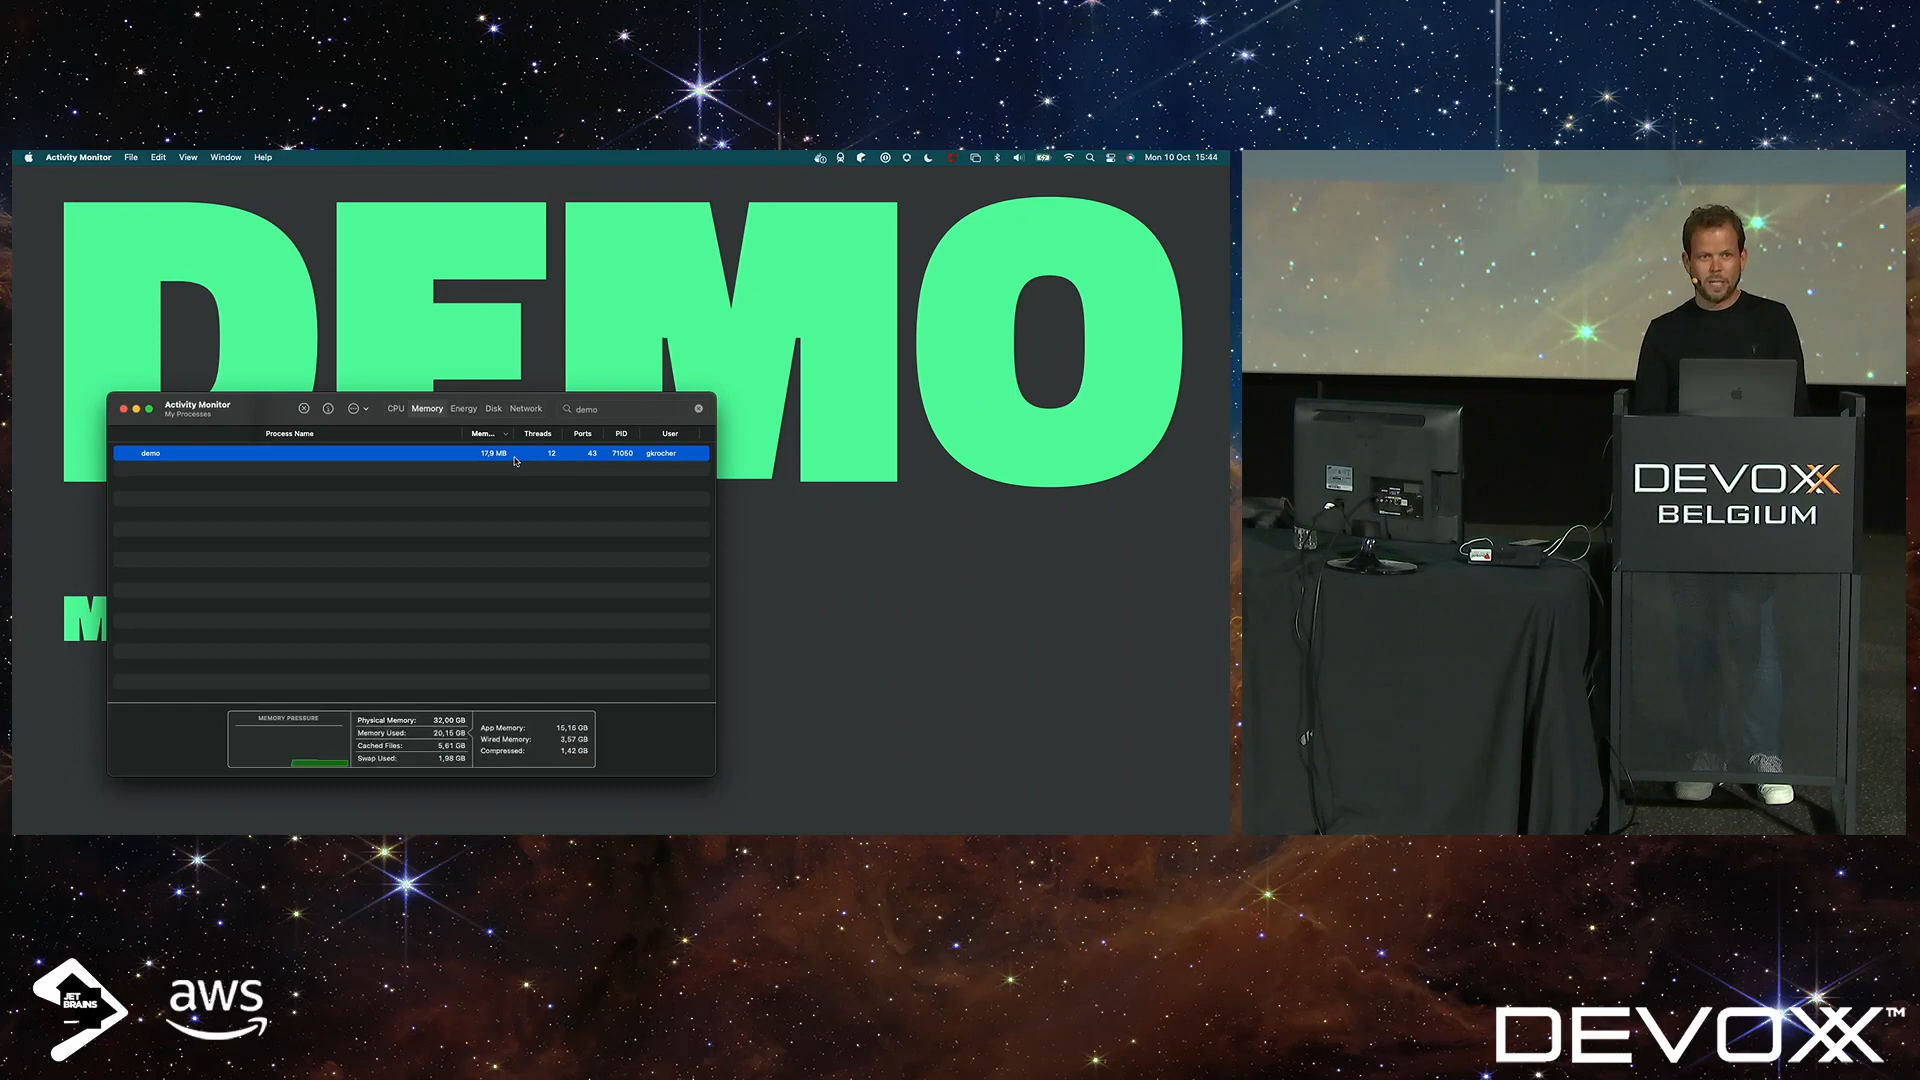 Activity Monitor File Edit View Window Help
Mon 10 Oct 15:44
DEMO
M
Activity Monitor
My Processes
CPU Memory Energy Disk Network
demo
Process Name Mem... Threads Ports PID User
demo 17,9 MB 12 43 71050 gkrocher
MEMORY PRESSURE
Physical Memory: 32,00 GB
Memory Used: 20,15 GB
Cached Files: 5,61 GB
Swap Used: 1,98 GB
App Memory: 15,16 GB
Wired Memory: 3,57 GB
Compressed: 1,42 GB
DEVOXX
BELGIUM
JET
BRAINS
aws
DEVOXX™